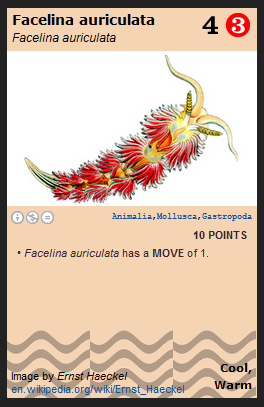 Facelina auriculata
Facelina auriculata
4 3
Animalia,Mollusca,Gastropoda
10 POINTS
• Facelina auriculata has a MOVE of 1.
Cool,
Warm
Image by Ernst Haeckel
en.wikipedia.org/wiki/Ernst_Haeckel